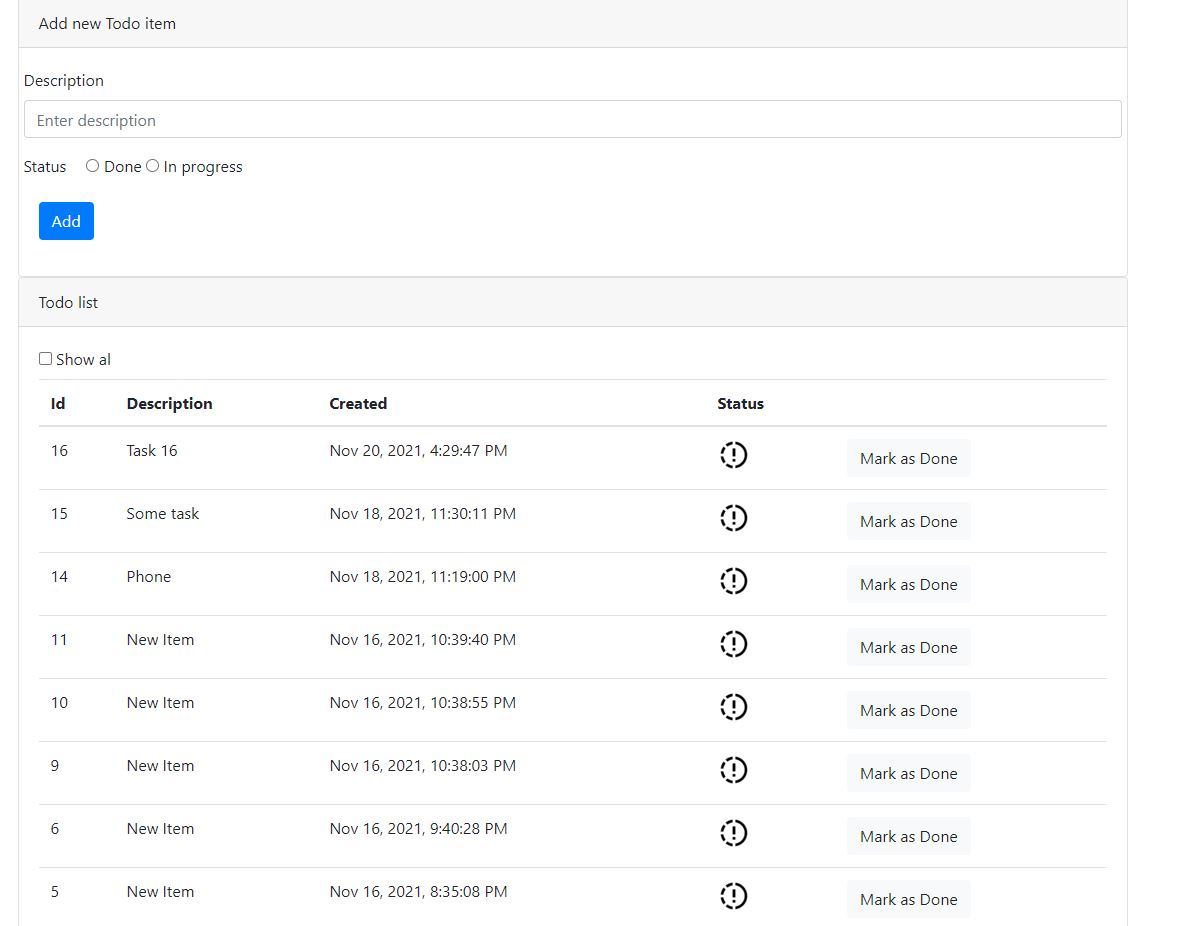 Add new Todo item
Description
Enter description
Status Done In progress
Add
Todo list
Show al
Id Description Created Status
16 Task 16 Nov 20, 2021, 4:29:47 PM Mark as Done
15 Some task Nov 18, 2021, 11:30:11 PM Mark as Done
14 Phone Nov 18, 2021, 11:19:00 PM Mark as Done
11 New Item Nov 16, 2021, 10:39:40 PM Mark as Done
10 New Item Nov 16, 2021, 10:38:55 PM Mark as Done
9 New Item Nov 16, 2021, 10:38:03 PM Mark as Done
6 New Item Nov 16, 2021, 9:40:28 PM Mark as Done
5 New Item Nov 16, 2021, 8:35:08 PM Mark as Done